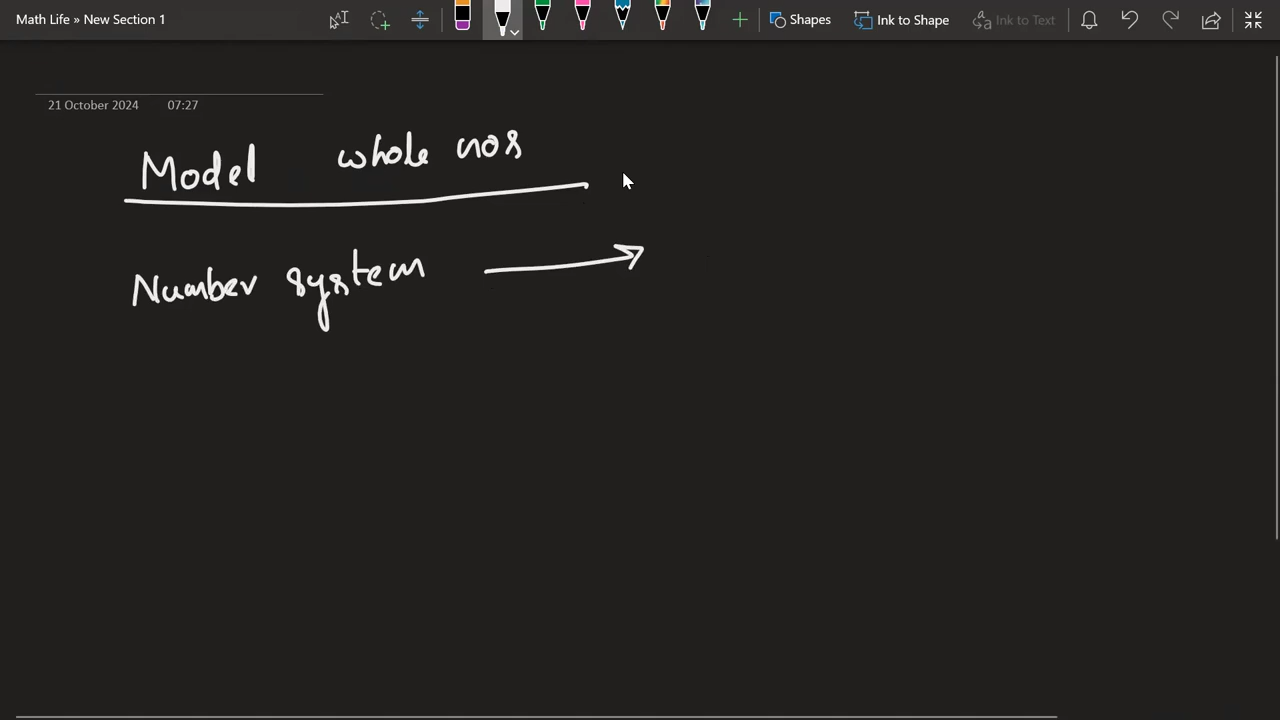 Math Life » New Section 1
Shapes
Ink to Shape
Ink to Text
21 October 2024 07:27
Model whole nos
Number system